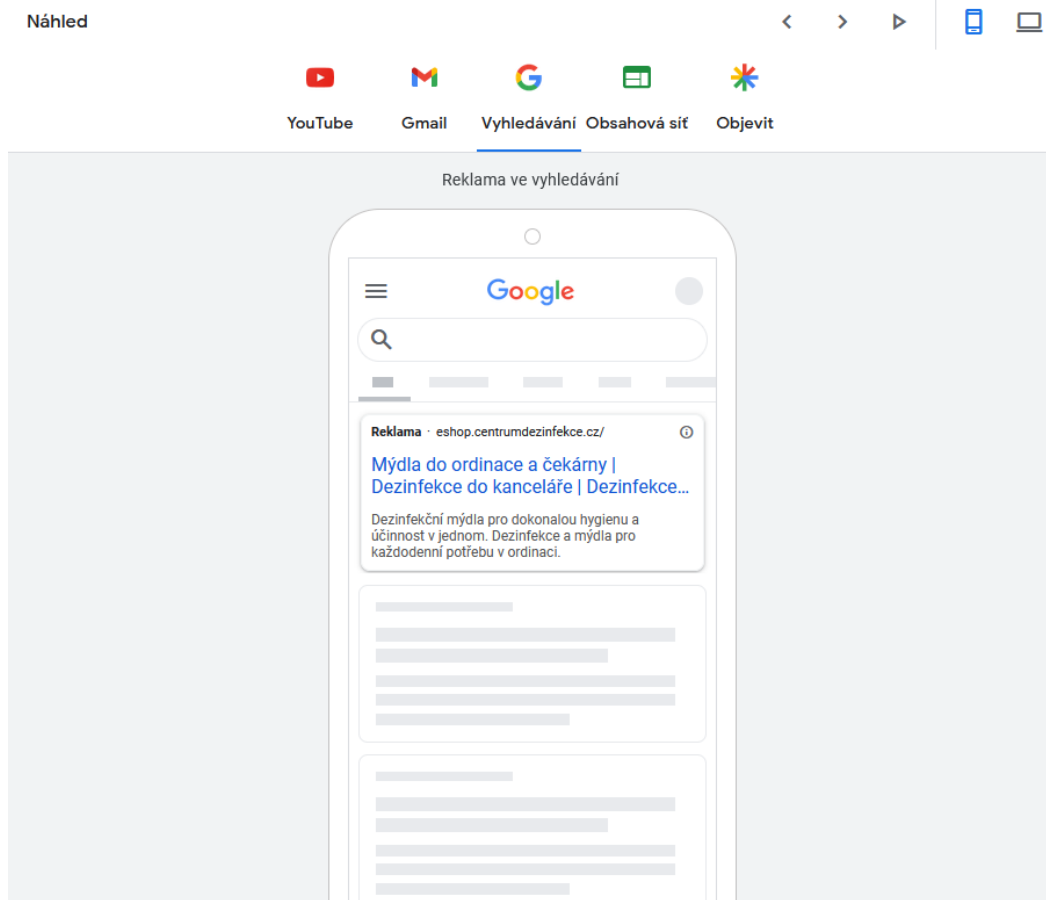 Náhled
YouTube
Gmail
Vyhledávání
Obsahová síť
Objevit
Reklama ve vyhledávání
Google
Reklama · eshop.centrumdezinfekce.cz/
Mýdla do ordinace a čekárny |
Dezinfekce do kanceláře | Dezinfekce...
Dezinfekční mýdla pro dokonalou hygienu a
účinnost v jednom. Dezinfekce a mýdla pro
každodenní potřebu v ordinaci.